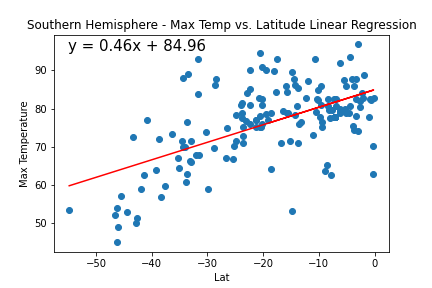 Southern Hemisphere - Max Temp vs. Latitude Linear Regression
y = 0.46x + 84.96
90
80
70
60
50
Max Temperature
−50
−40
−30
−20
−10
0
Lat